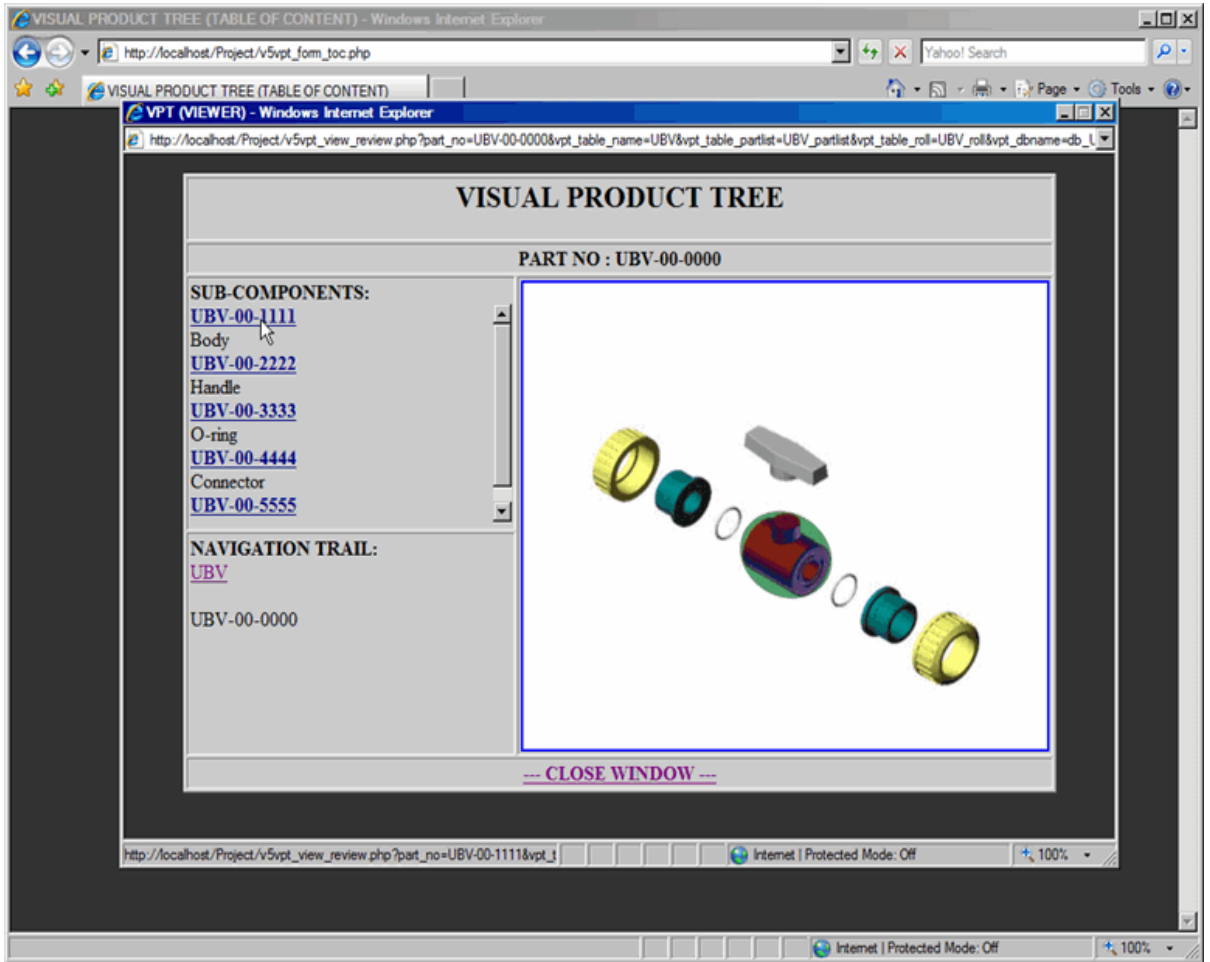 VISUAL PRODUCT TREE (TABLE OF CONTENT) - Windows Internet Explorer
http://localhost/Project/v5vpt_form_toc.php
Yahoo! Search
VISUAL PRODUCT TREE (TABLE OF CONTENT)
Page
Tools
VPT (VIEWER) - Windows Internet Explorer
http://localhost/Project/v5vpt_view_review.php?part_no=UBV-00-0000&vpt_table_name=UBV&vpt_table_partlist=UBV_partlist&vpt_table_roll=UBV_roll&vpt_dbname=db_U
VISUAL PRODUCT TREE
PART NO : UBV-00-0000
SUB-COMPONENTS:
UBV-00-1111
Body
UBV-00-2222
Handle
UBV-00-3333
O-ring
UBV-00-4444
Connector
UBV-00-5555
NAVIGATION TRAIL:
UBV
UBV-00-0000
--- CLOSE WINDOW ---
http://localhost/Project/v5vpt_view_review.php?part_no=UBV-00-1111&vpt_t
Internet | Protected Mode: Off
100%
Internet | Protected Mode: Off
100%